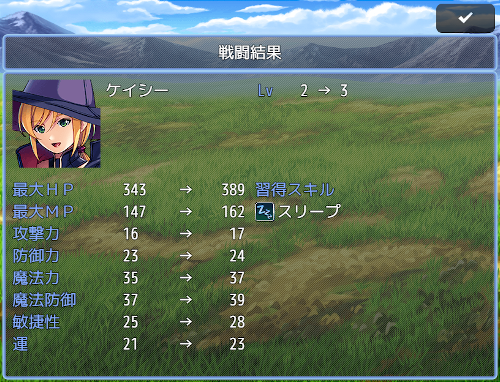 戦闘結果
ケイシー Lv 2 → 3
最大ＨＰ 343 → 389 習得スキル
最大ＭＰ 147 → 162 スリープ
攻撃力 16 → 17
防御力 23 → 24
魔法力 35 → 37
魔法防御 37 → 39
敏捷性 25 → 28
運 21 → 23